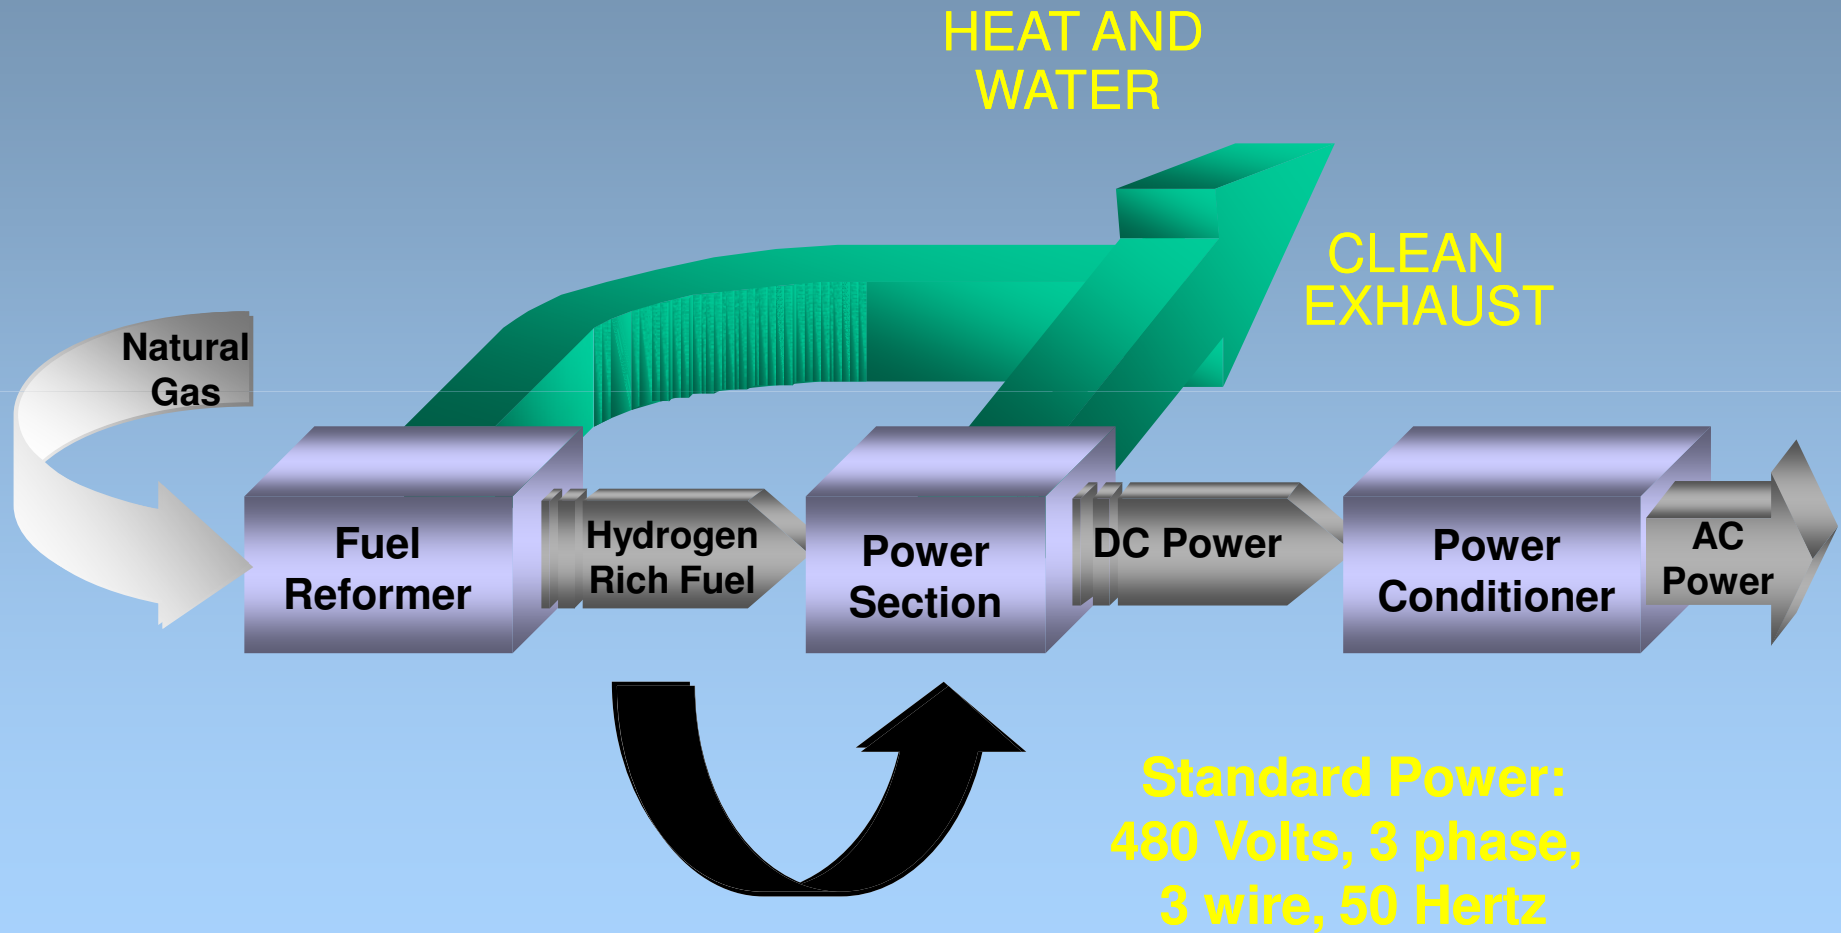 HEAT AND
WATER
CLEAN
EXHAUST
Natural
Gas
Fuel
Reformer
Hydrogen
Rich Fuel
Power
Section
DC Power
Power
Conditioner
AC
Power
Standard Power:
480 Volts, 3 phase,
3 wire, 50 Hertz